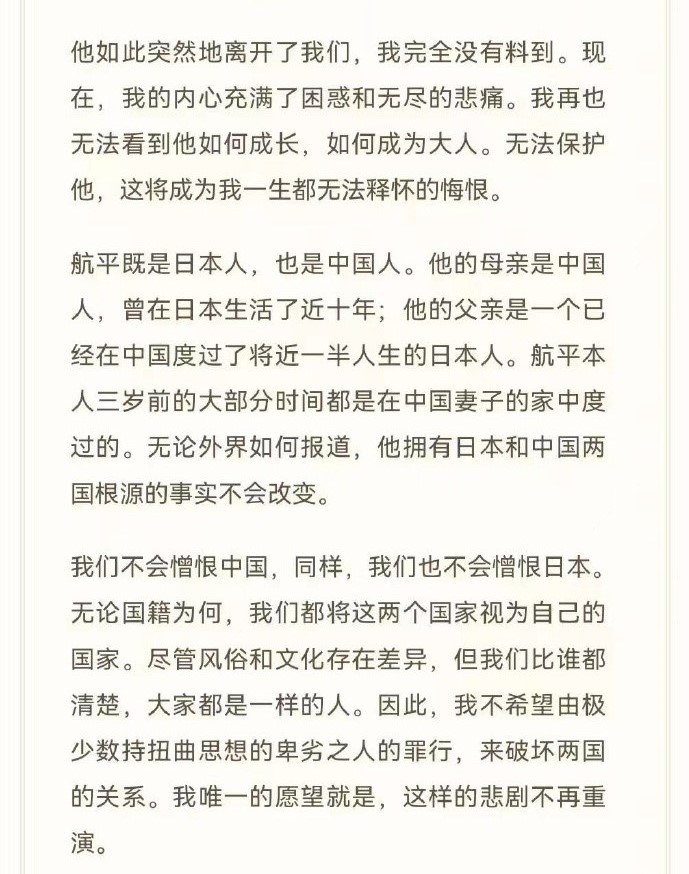 他如此突然地离开了我们，我完全没有料到。现
在，我的内心充满了困惑和无尽的悲痛。我再也
无法看到他如何成长，如何成为大人。无法保护
他，这将成为我一生都无法释怀的悔恨。
航平既是日本人，也是中国人。他的母亲是中国
人，曾在日本生活了近十年；他的父亲是一个已
经在中国度过了将近一半人生的日本人。航平本
人三岁前的大部分时间都是在中国妻子的家中度
过的。无论外界如何报道，他拥有日本和中国两
国根源的事实不会改变。
我们不会憎恨中国，同样，我们也不会憎恨日本。
无论国籍为何，我们都将这两个国家视为自己的
国家。尽管风俗和文化存在差异，但我们比谁都
清楚，大家都是一样的人。因此，我不希望由极
少数持扭曲思想的卑劣之人的罪行，来破坏两国
的关系。我唯一的愿望就是，这样的悲剧不再重
演。